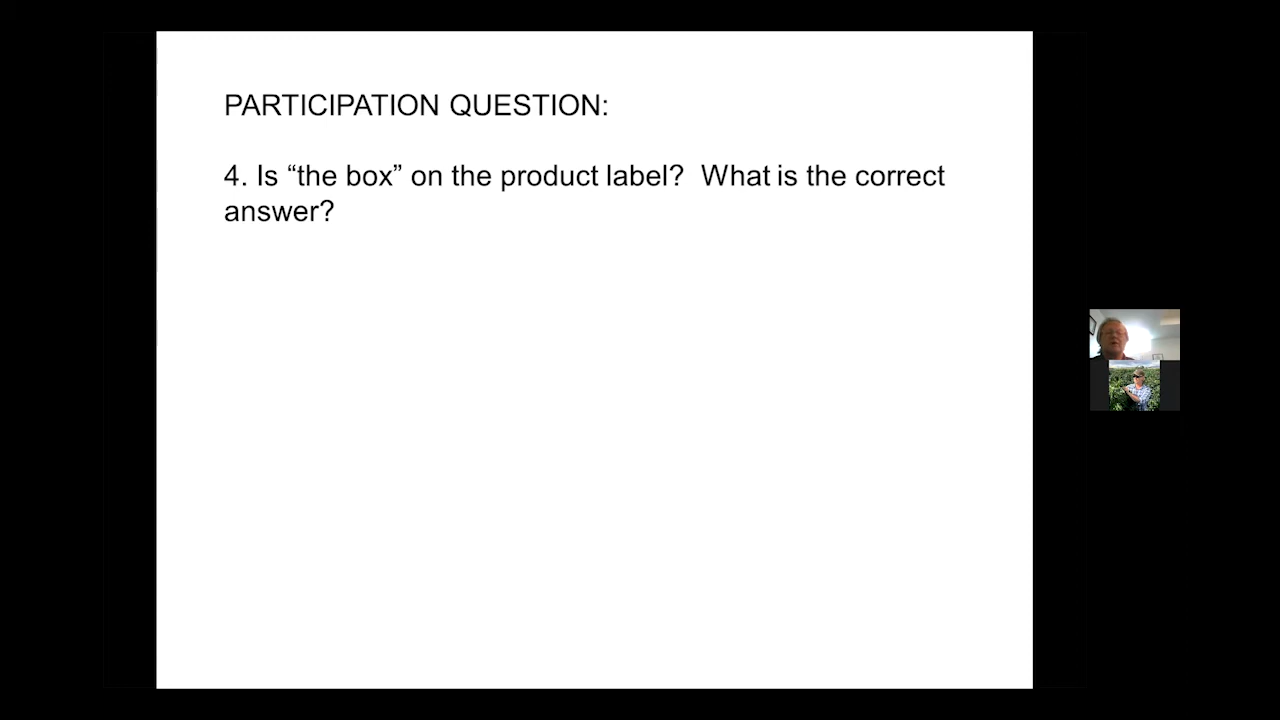 PARTICIPATION QUESTION:
4. Is “the box” on the product label?  What is the correct
answer?